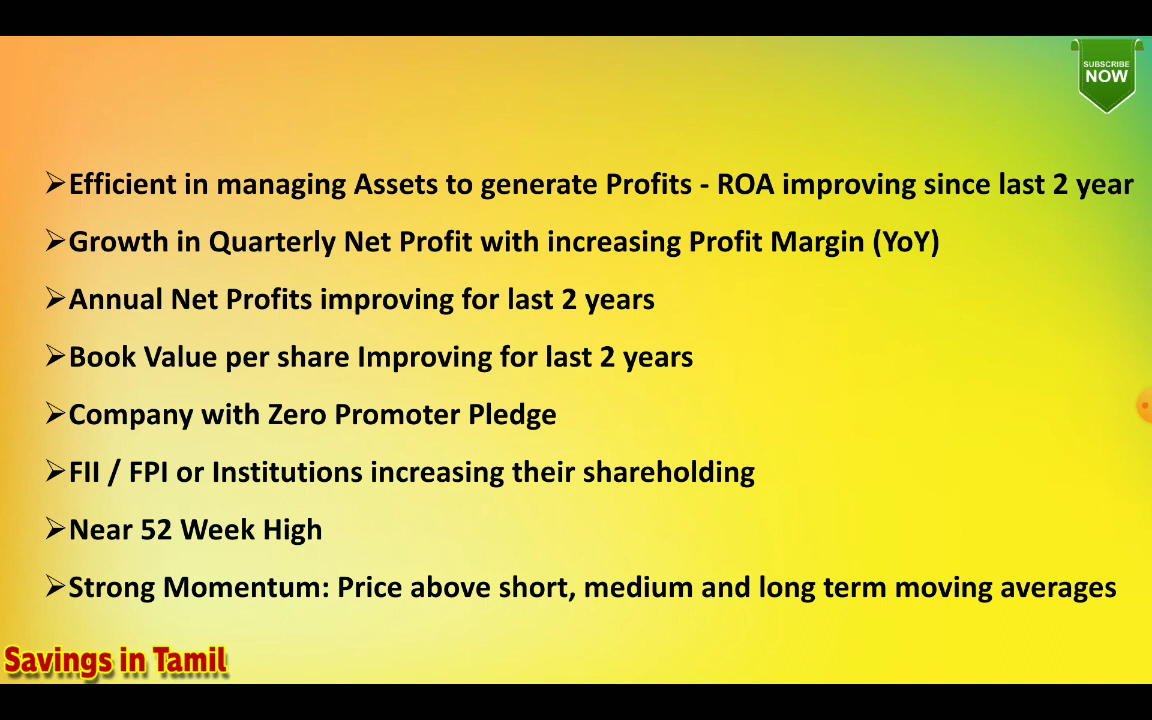 SUBSCRIBE
NOW
➢Efficient in managing Assets to generate Profits - ROA improving since last 2 year
➢Growth in Quarterly Net Profit with increasing Profit Margin (YoY)
➢Annual Net Profits improving for last 2 years
➢Book Value per share Improving for last 2 years
➢Company with Zero Promoter Pledge
➢FII / FPI or Institutions increasing their shareholding
➢Near 52 Week High
➢Strong Momentum: Price above short, medium and long term moving averages
Savings in Tamil